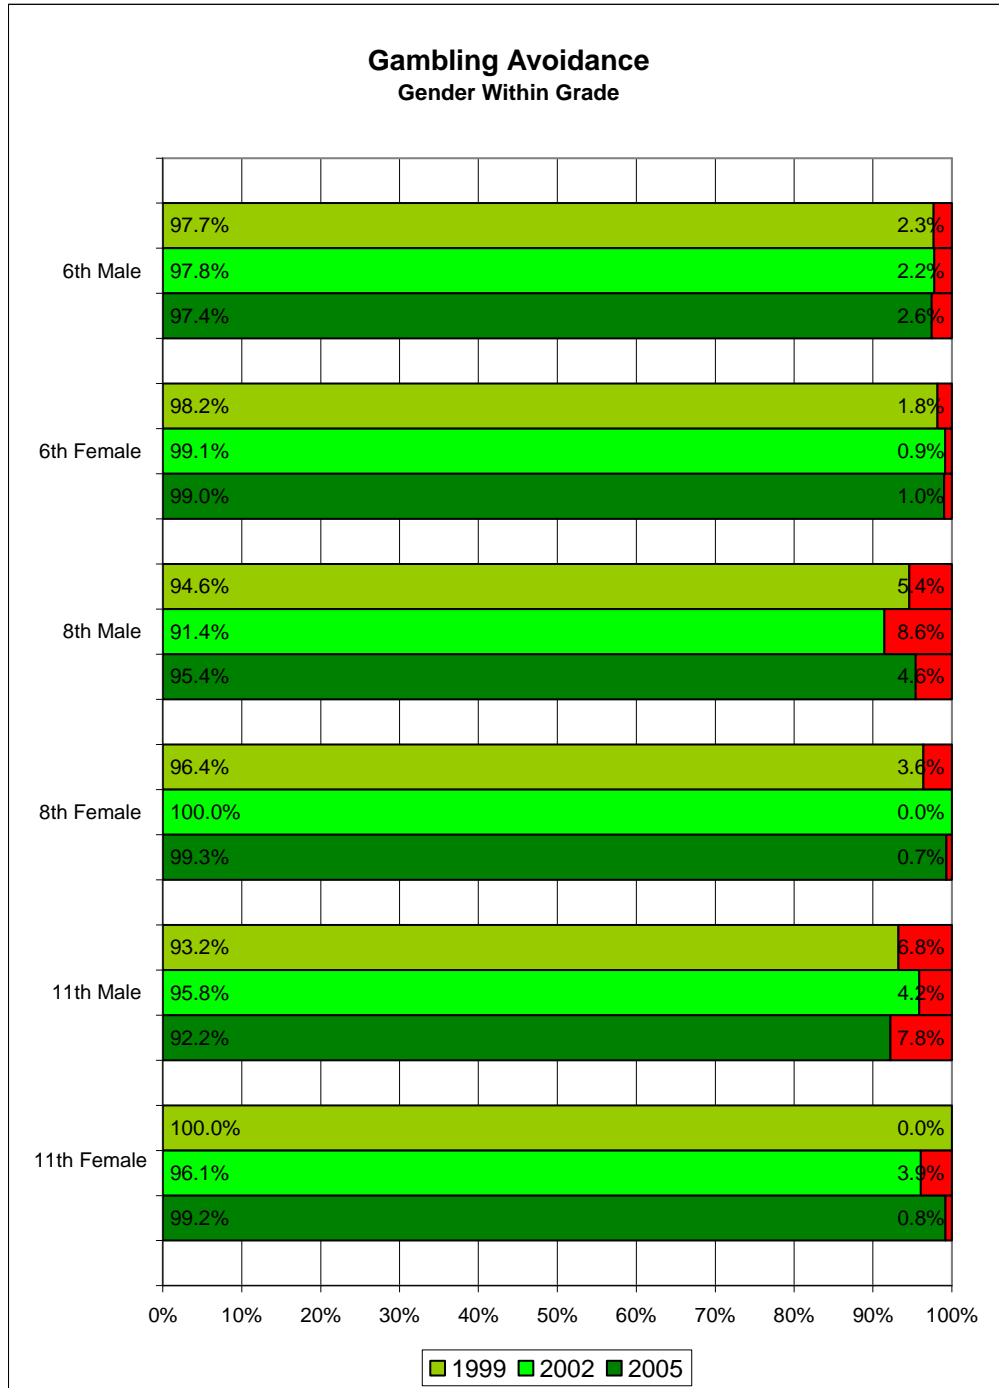 Gambling Avoidance
Gender Within Grade
97.7% 2.3%
6th Male 97.8% 2.2%
97.4% 2.6%
98.2% 1.8%
6th Female 99.1% 0.9%
99.0% 1.0%
94.6% 5.4%
8th Male 91.4% 8.6%
95.4% 4.6%
96.4% 3.6%
8th Female 100.0% 0.0%
99.3% 0.7%
93.2% 6.8%
11th Male 95.8% 4.2%
92.2% 7.8%
100.0% 0.0%
11th Female 96.1% 3.9%
99.2% 0.8%
0% 10% 20% 30% 40% 50% 60% 70% 80% 90% 100%
1999 2002 2005